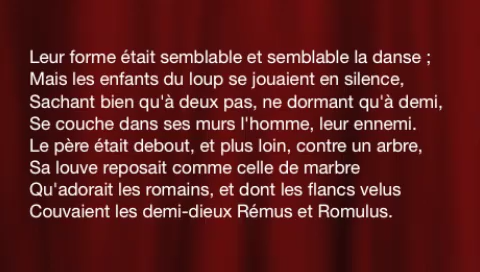 Leur forme était semblable et semblable la danse ;
Mais les enfants du loup se jouaient en silence,
Sachant bien qu'à deux pas, ne dormant qu'à demi,
Se couche dans ses murs l'homme, leur ennemi.
Le père était debout, et plus loin, contre un arbre,
Sa louve reposait comme celle de marbre
Qu'adorait les romains, et dont les flancs velus
Couvaient les demi-dieux Rémus et Romulus.